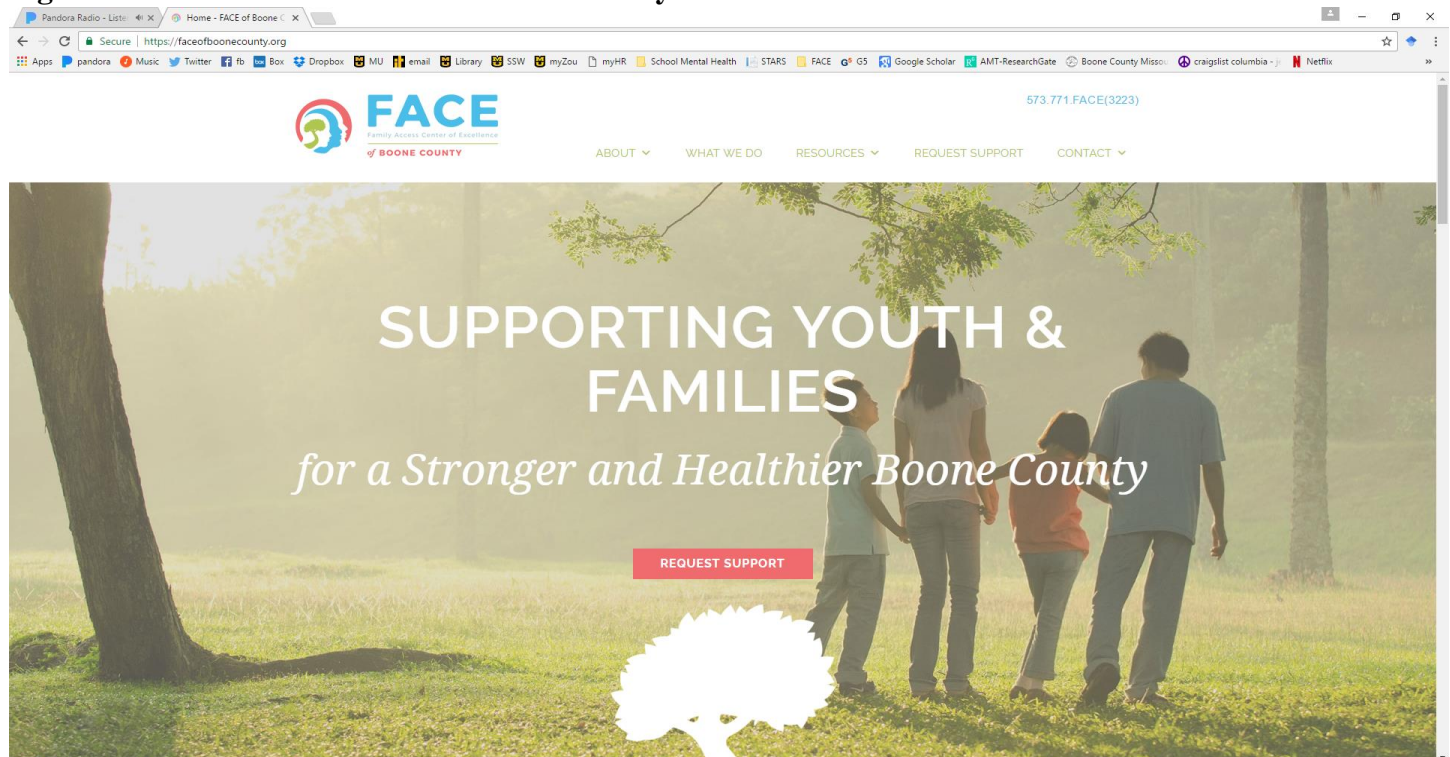 Pandora Radio - Liste
Home - FACE of Boone C
Secure | https://faceofboonecounty.org
Apps pandora Music Twitter fb Box Dropbox MU email Library SSW myZou myHR School Mental Health STARS FACE G5 Google Scholar AMT-ResearchGate Boone County Missou craigslist columbia - j Netflix
573.771.FACE(3223)
FACE
Family Access Center of Excellence
of BOONE COUNTY
ABOUT WHAT WE DO RESOURCES REQUEST SUPPORT CONTACT
SUPPORTING YOUTH &
FAMILIES
for a Stronger and Healthier Boone County
REQUEST SUPPORT